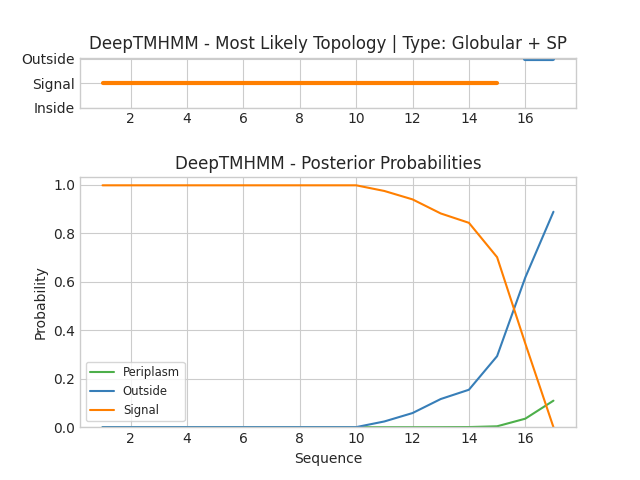 DeepTMHMM - Most Likely Topology | Type: Globular + SP
Outside
Signal
Inside
2 4 6 8 10 12 14 16
DeepTMHMM - Posterior Probabilities
1.0
0.8
0.6
0.4
0.2
0.0
Probability
Periplasm
Outside
Signal
2 4 6 8 10 12 14 16
Sequence